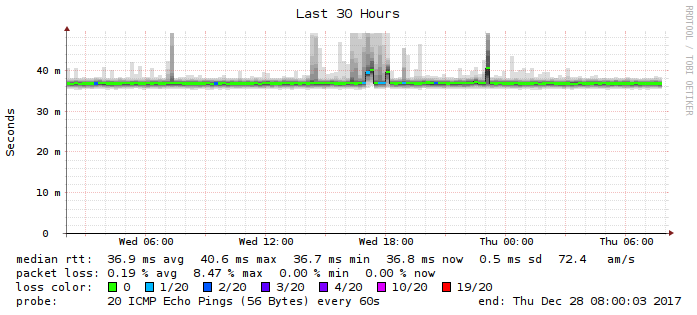 Last 30 Hours
RRDTOOL / TOBI OETIKER
Seconds
40 m
30 m
20 m
10 m
0
Wed 06:00 Wed 12:00 Wed 18:00 Thu 00:00 Thu 06:00
median rtt: 36.9 ms avg 40.6 ms max 36.7 ms min 36.8 ms now 0.5 ms sd 72.4 am/s
packet loss: 0.19 % avg 8.47 % max 0.00 % min 0.00 % now
loss color: 0 1/20 2/20 3/20 4/20 10/20 19/20
probe: 20 ICMP Echo Pings (56 Bytes) every 60s end: Thu Dec 28 08:00:03 2017